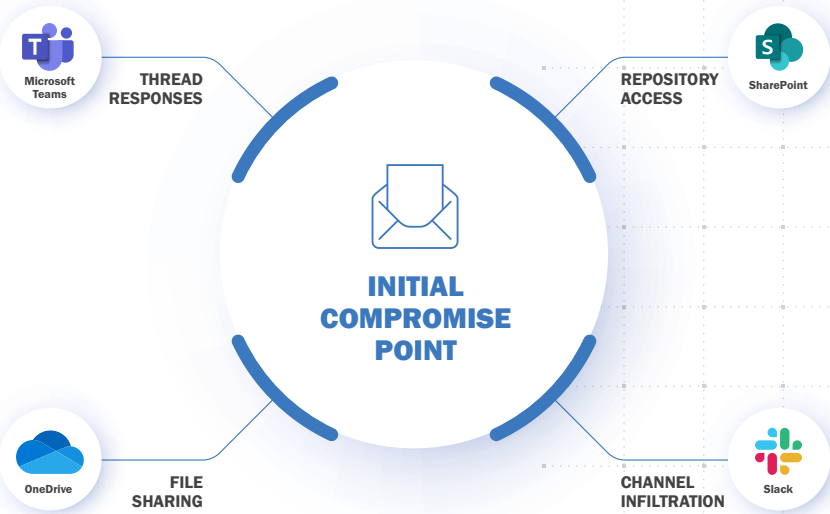 T
Microsoft
Teams
THREAD
RESPONSES
REPOSITORY
ACCESS
S
SharePoint
INITIAL
COMPROMISE
POINT
OneDrive
FILE
SHARING
CHANNEL
INFILTRATION
Slack